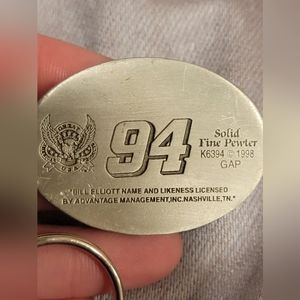 GREAT
U.S.A.
94
Solid
Fine Pewter
K6394 © 1998
GAP
"BILL ELLIOTT NAME AND LIKENESS LICENSED
BY ADVANTAGE MANAGEMENT,INC.NASHVILLE,TN."